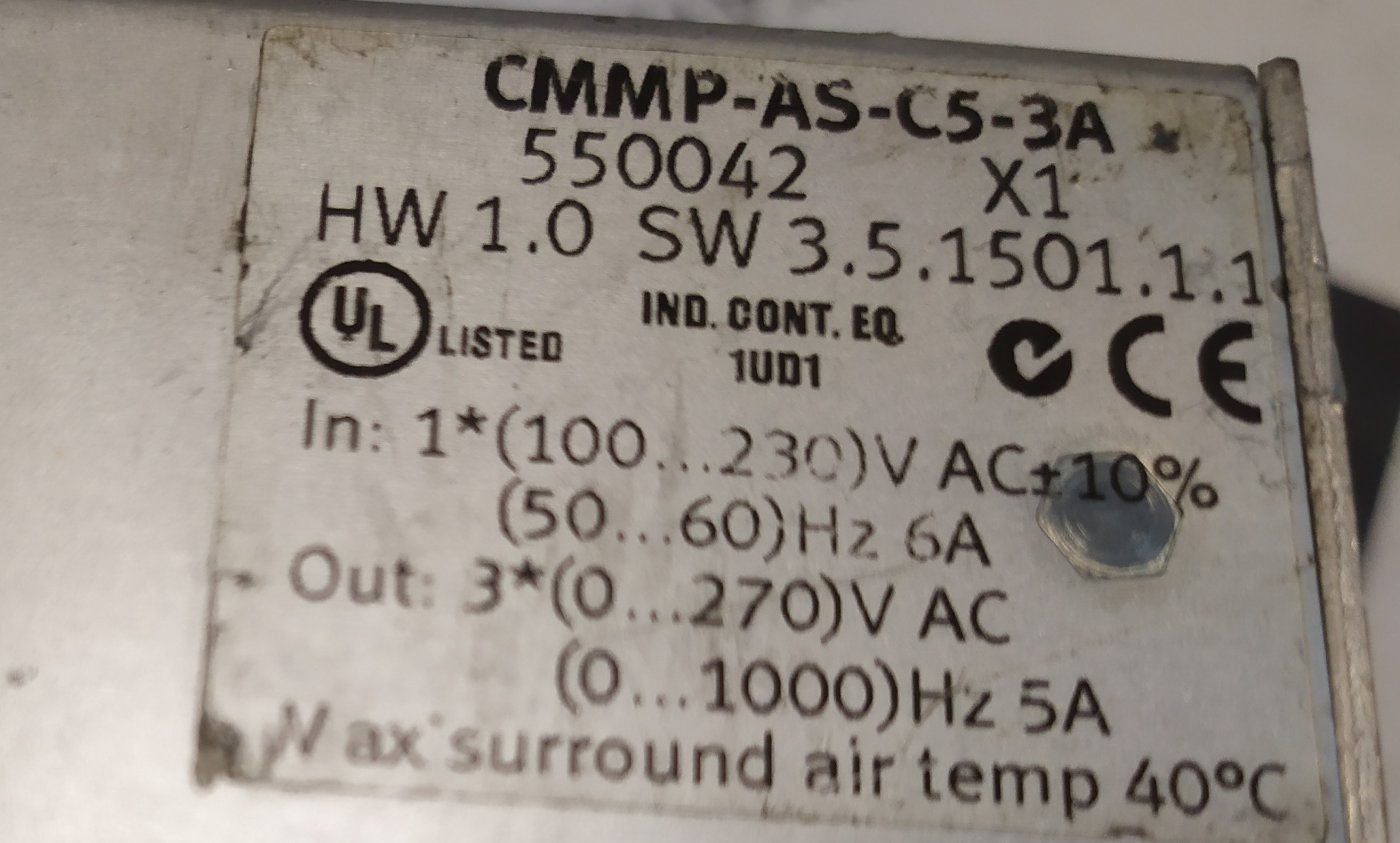 CMMP-AS-C5-3A
550042 X1
HW 1.0 SW 3.5.1501.1.1
UL LISTED IND. CONT. EQ.
1UD1
CE
In: 1*(100...230)V AC±10%
(50...60)Hz 6A
Out: 3*(0...270)V AC
(0...1000)Hz 5A
Max surround air temp 40°C